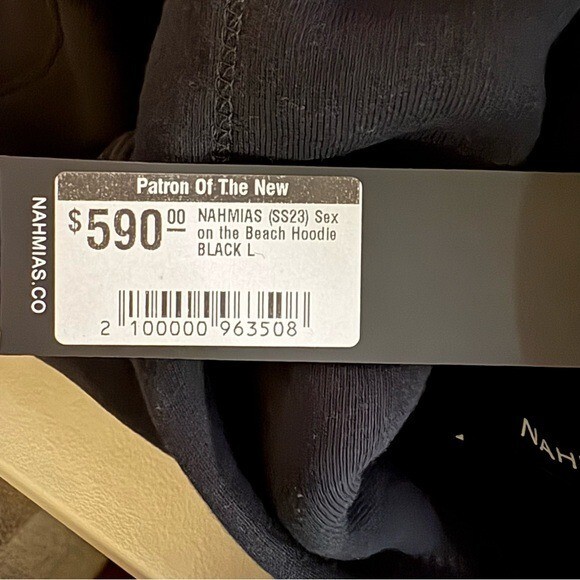 Patron Of The New
$590.00
NAHMIAS (SS23) Sex
on the Beach Hoodie
BLACK L
2 100000 963508
NAHMIAS.CO
NAH